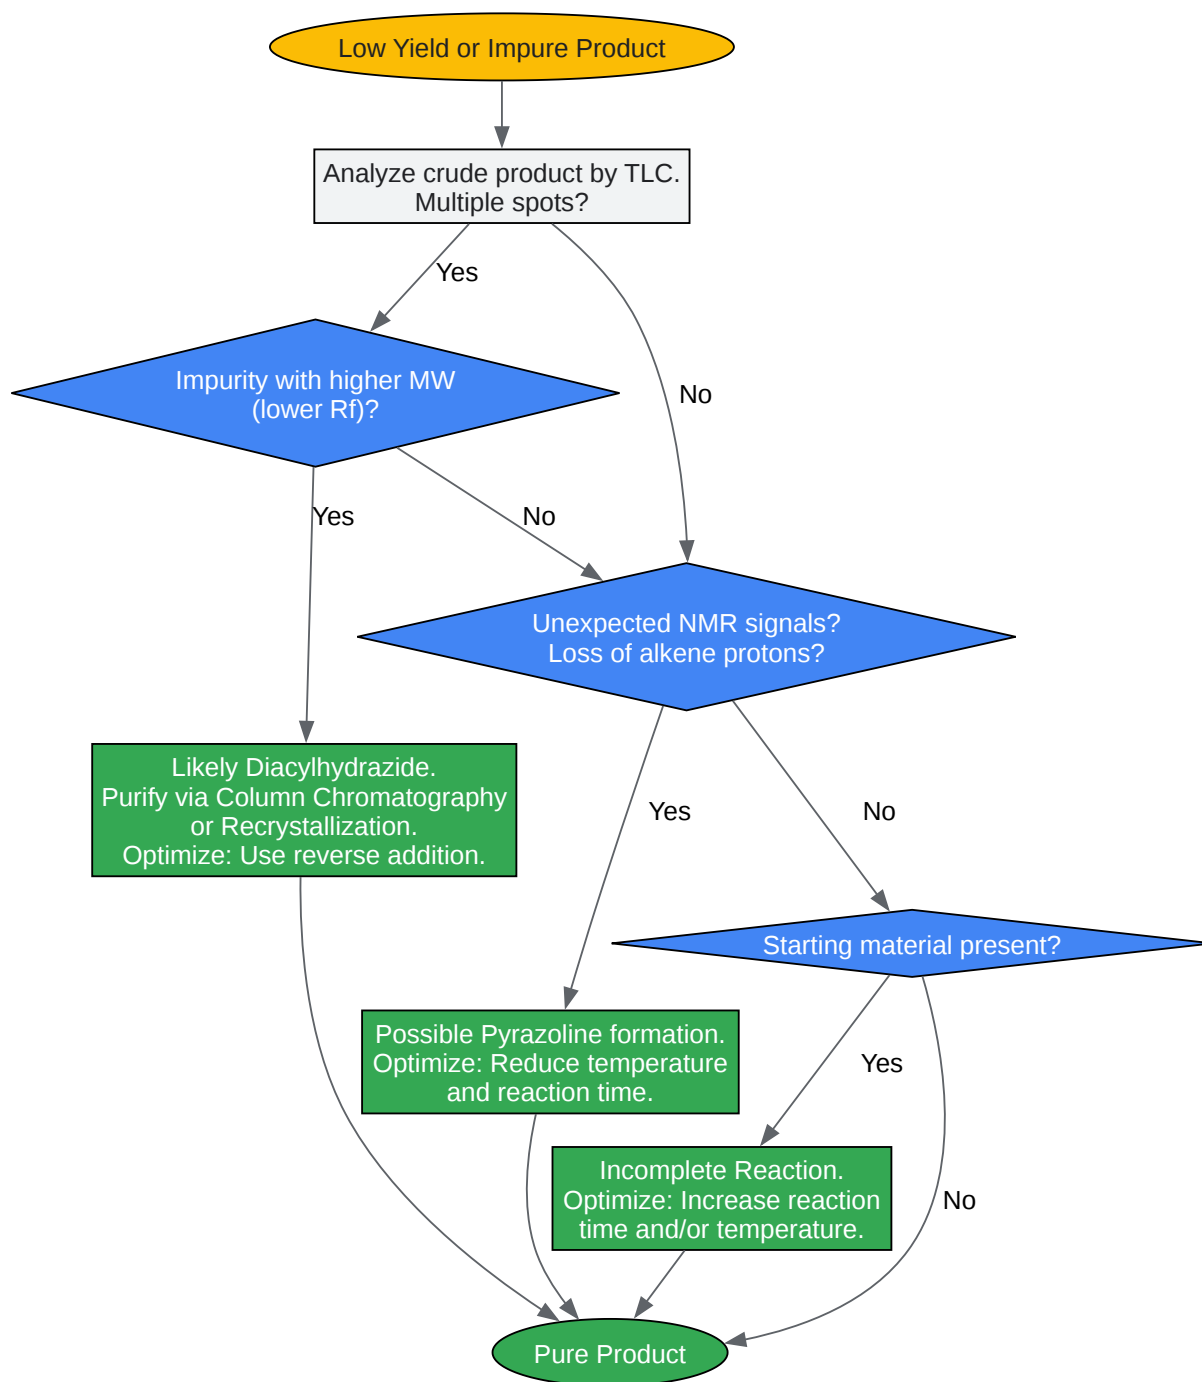 Low Yield or Impure Product
Analyze crude product by TLC.
Multiple spots?
Yes
Impurity with higher MW
(lower Rf)?
No
Yes
No
Unexpected NMR signals?
Loss of alkene protons?
Likely Diacylhydrazide.
Purify via Column Chromatography
or Recrystallization.
Optimize: Use reverse addition.
Yes
No
Starting material present?
Possible Pyrazoline formation.
Optimize: Reduce temperature
and reaction time.
Yes
Incomplete Reaction.
Optimize: Increase reaction
time and/or temperature.
No
Pure Product